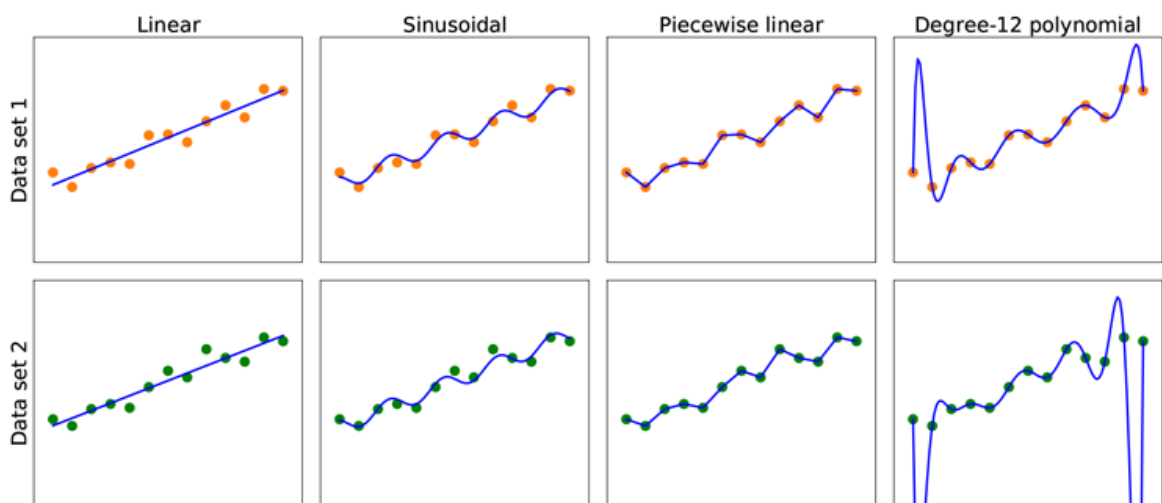 Linear
Sinusoidal
Piecewise linear
Degree-12 polynomial
Data set 1
Data set 2